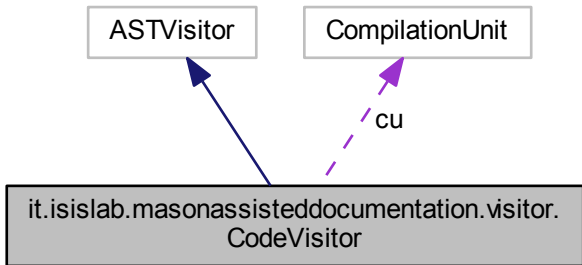 ASTVisitor
CompilationUnit
cu
it.isislab.masonassisteddocumentation.visitor.
CodeVisitor